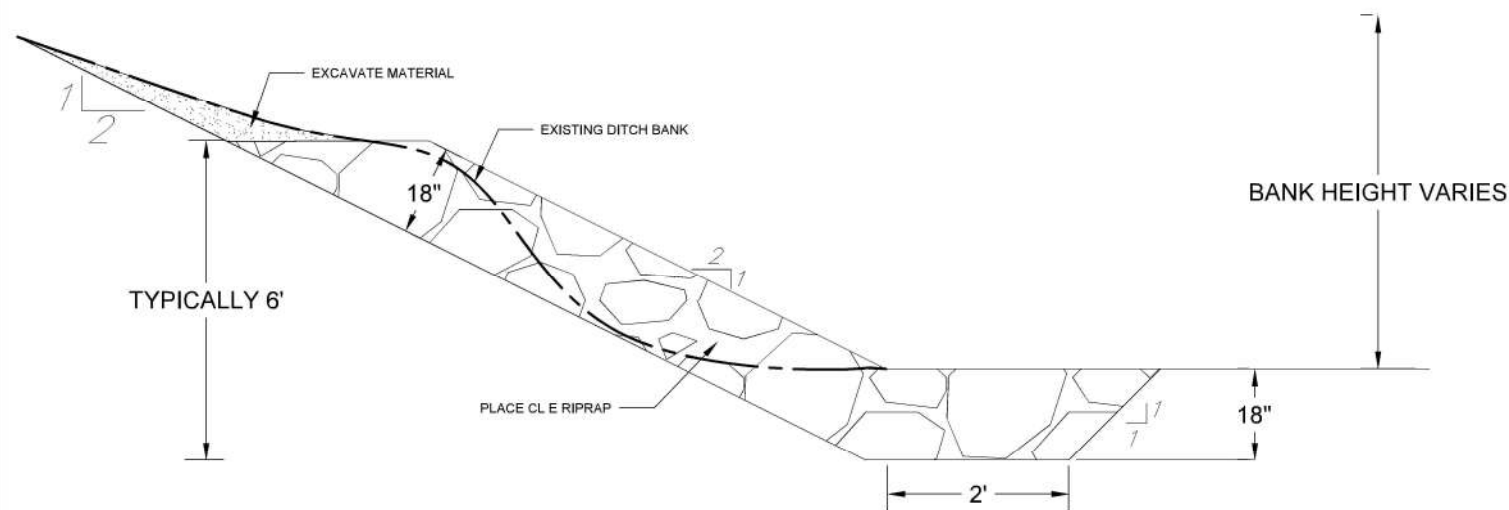 EXCAVATE MATERIAL
1
2
EXISTING DITCH BANK
18"
BANK HEIGHT VARIES
2
1
TYPICALLY 6'
PLACE CL E RIPRAP
18"
1
1
2'